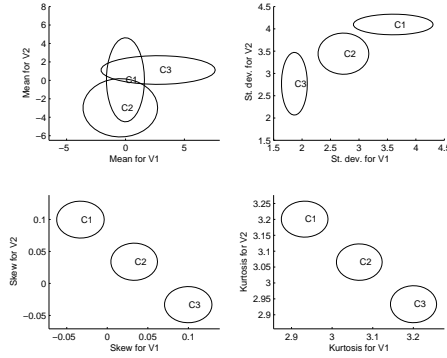 8
6
4
2
0
−2
−4
−6
Mean for V2
C1
C3
C2
−5
0
5
Mean for V1
4.5
4
3.5
3
2.5
2
1.5
St. dev. for V2
C1
C2
C3
1.5
2
2.5
3
3.5
4
4.5
St. dev. for V1
0.1
0.05
0
−0.05
Skew for V2
C1
C2
C3
−0.05
0
0.05
0.1
Skew for V1
3.25
3.20
3.15
3.1
3.05
3
2.95
2.9
Kurtosis for V2
C1
C2
C3
2.9
3
3.1
3.2
Kurtosis for V1